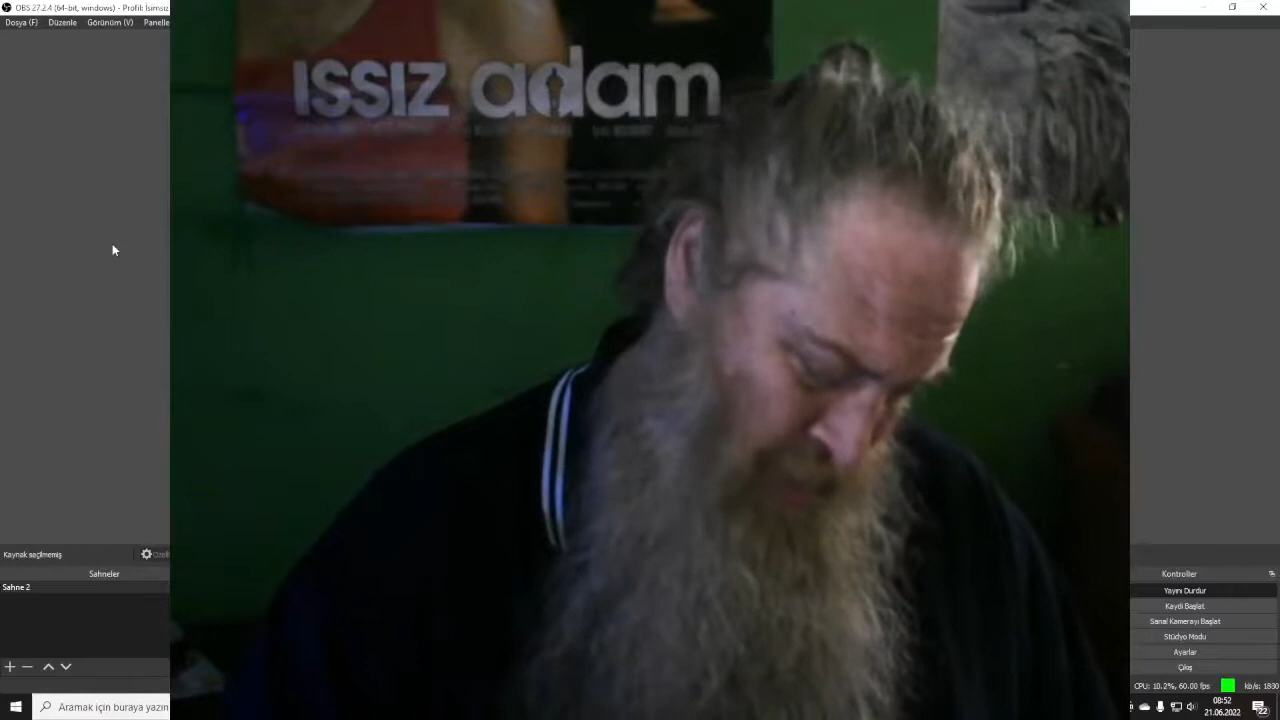 OBS 27.2.4 (64-bit, windows) - Profil: İsimsiz
Dosya (F) Düzenle Görünüm (V) Paneller
ISSIZ adam
Kaynak seçilmemiş
Sahneler
Sahne 2
Kontroller
Yayını Durdur
Kaydı Başlat
Sanal Kamerayı Başlat
Stüdyo Modu
Ayarlar
Çıkış
CPU: 10.2%, 60.00 fps
Aramak için buraya yazın
08:52
21.06.2022
22